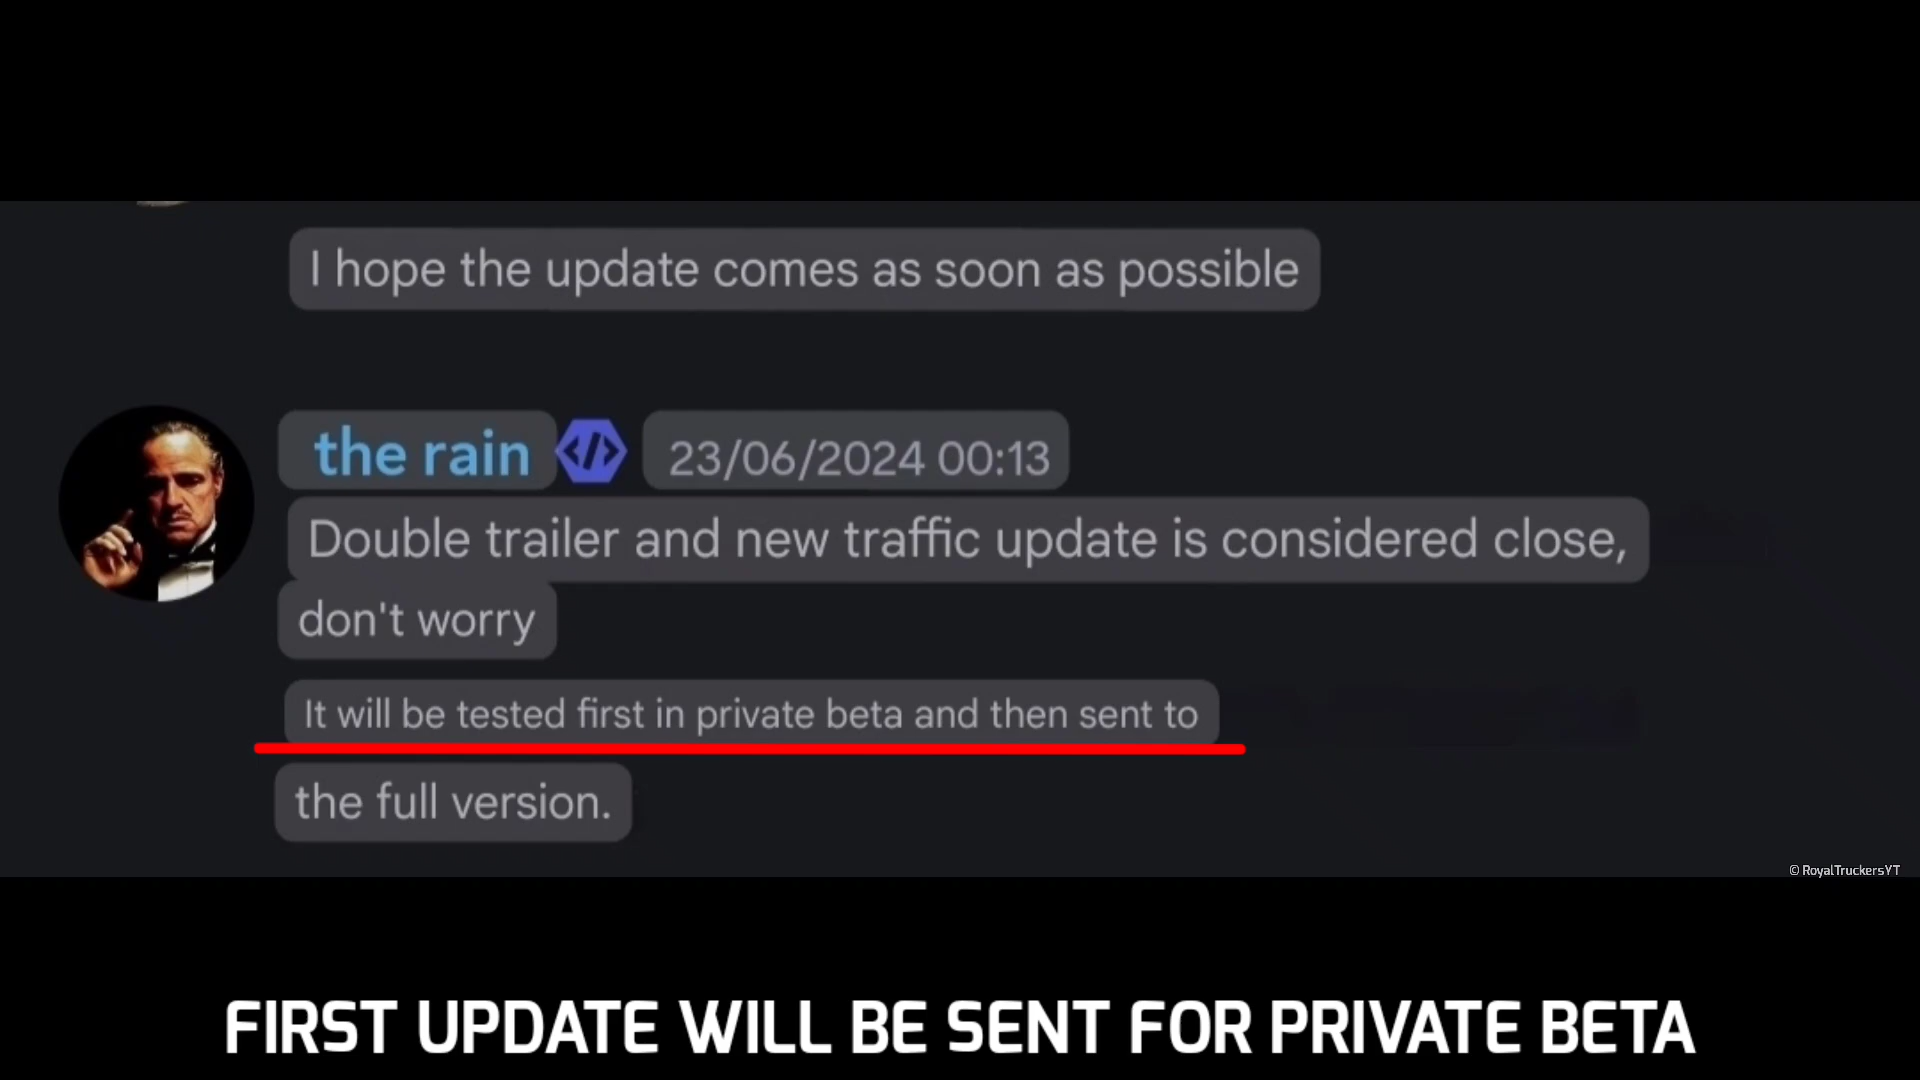 I hope the update comes as soon as possible
the rain </> 23/06/2024 00:13
Double trailer and new traffic update is considered close,
don't worry
It will be tested first in private beta and then sent to
the full version.
© RoyalTruckersYT
FIRST UPDATE WILL BE SENT FOR PRIVATE BETA